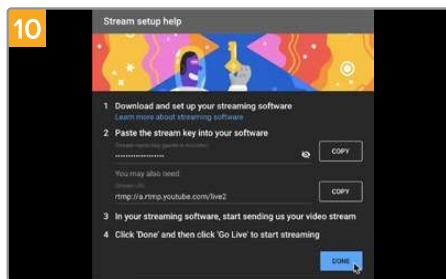 10
Stream setup help
1 Download and set up your streaming software
Learn more about streaming software
2 Paste the stream key into your software
COPY
You may also need
Stream URL
rtmp://a.rtmp.youtube.com/live2
COPY
3 In your streaming software, start sending us your video stream
4 Click 'Done' and then click 'Go Live' to start streaming
DONE